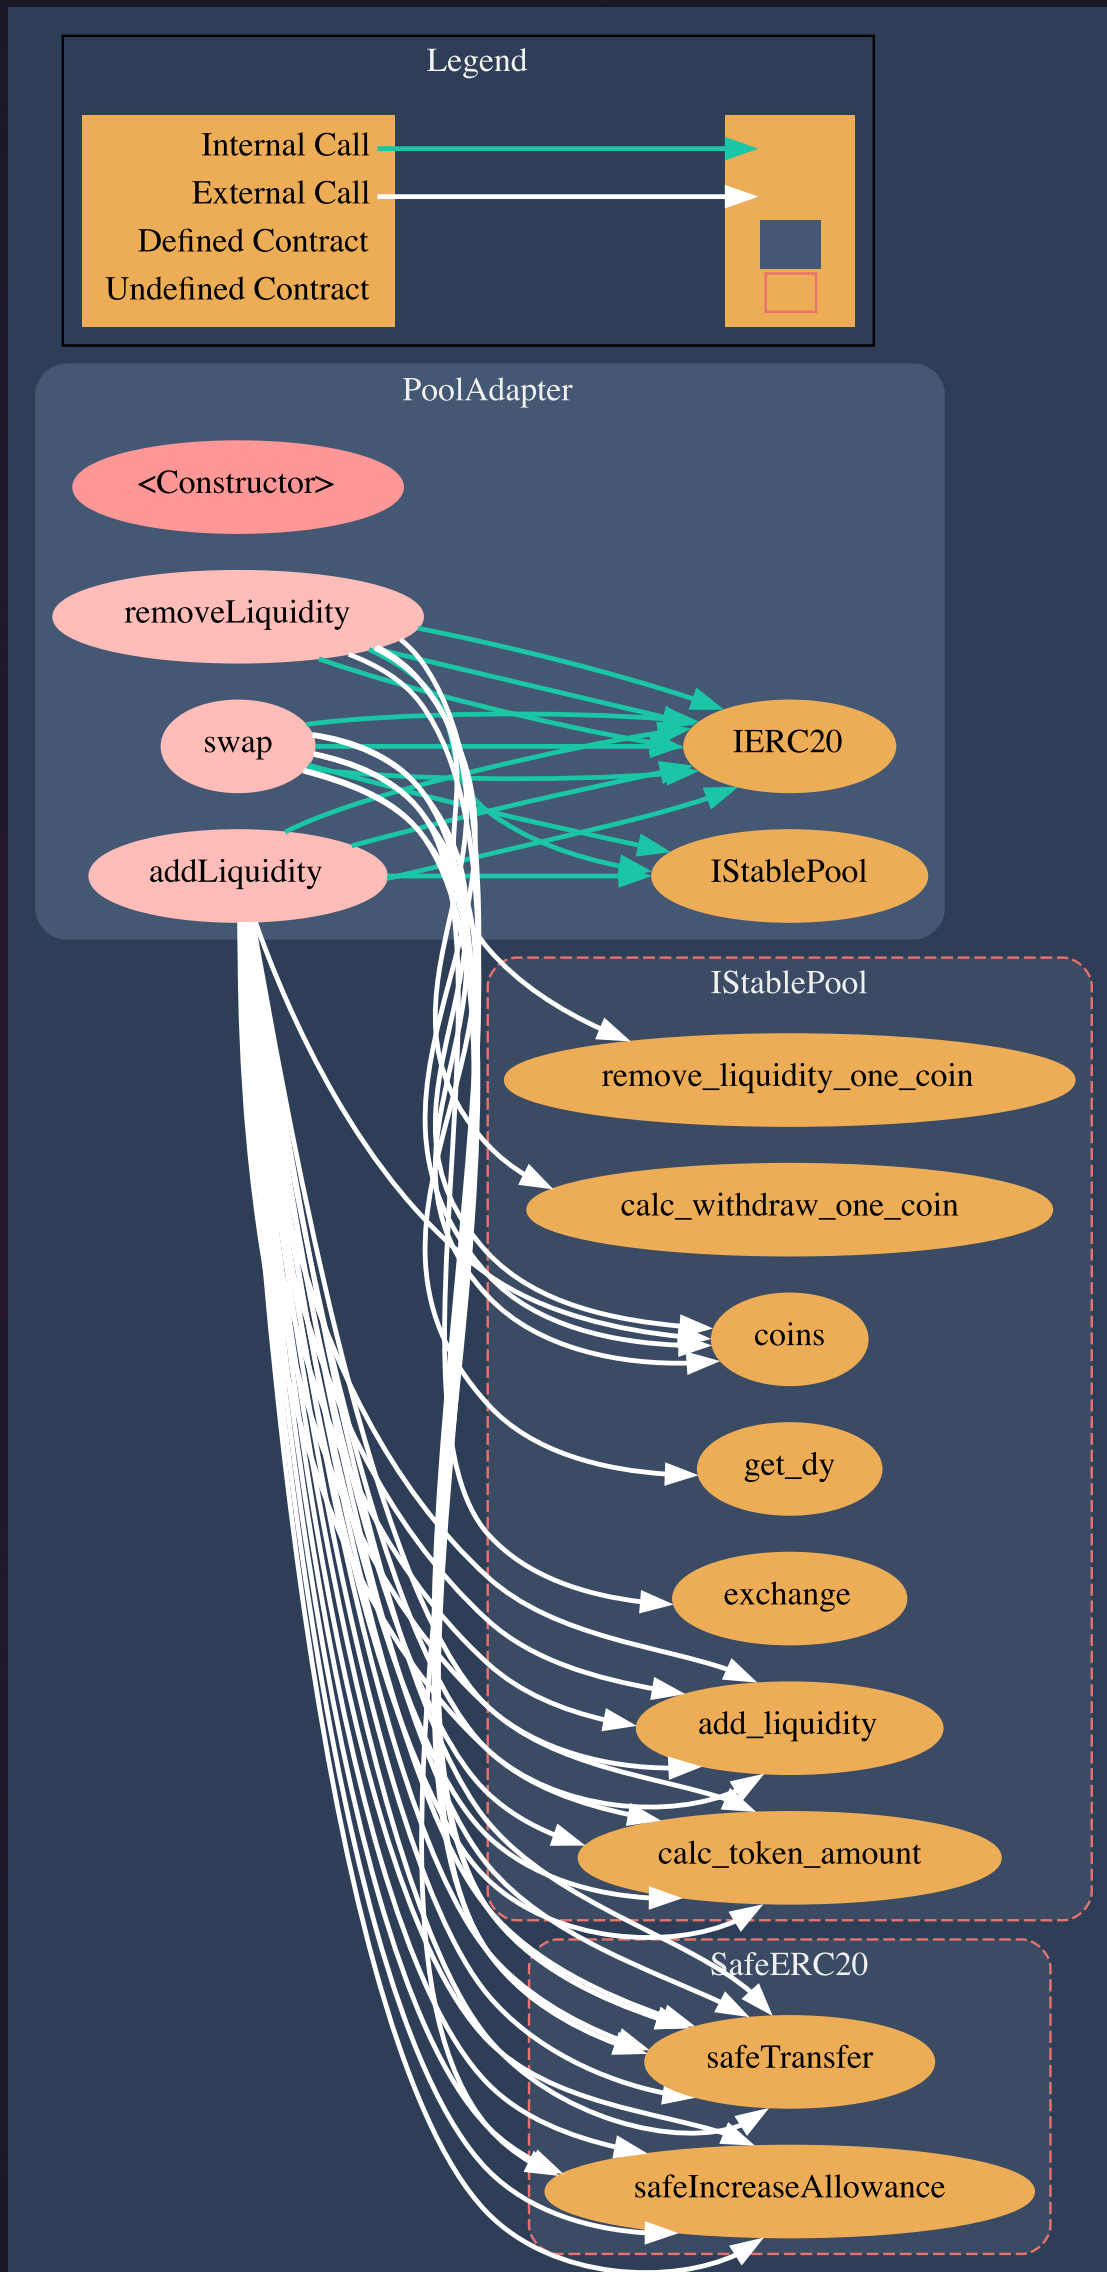 Legend
Internal Call
External Call
Defined Contract
Undefined Contract
PoolAdapter
<Constructor>
removeLiquidity
swap
IERC20
addLiquidity
IStablePool
IStablePool
remove_liquidity_one_coin
calc_withdraw_one_coin
coins
get_dy
exchange
add_liquidity
calc_token_amount
SafeERC20
safeTransfer
safeIncreaseAllowance